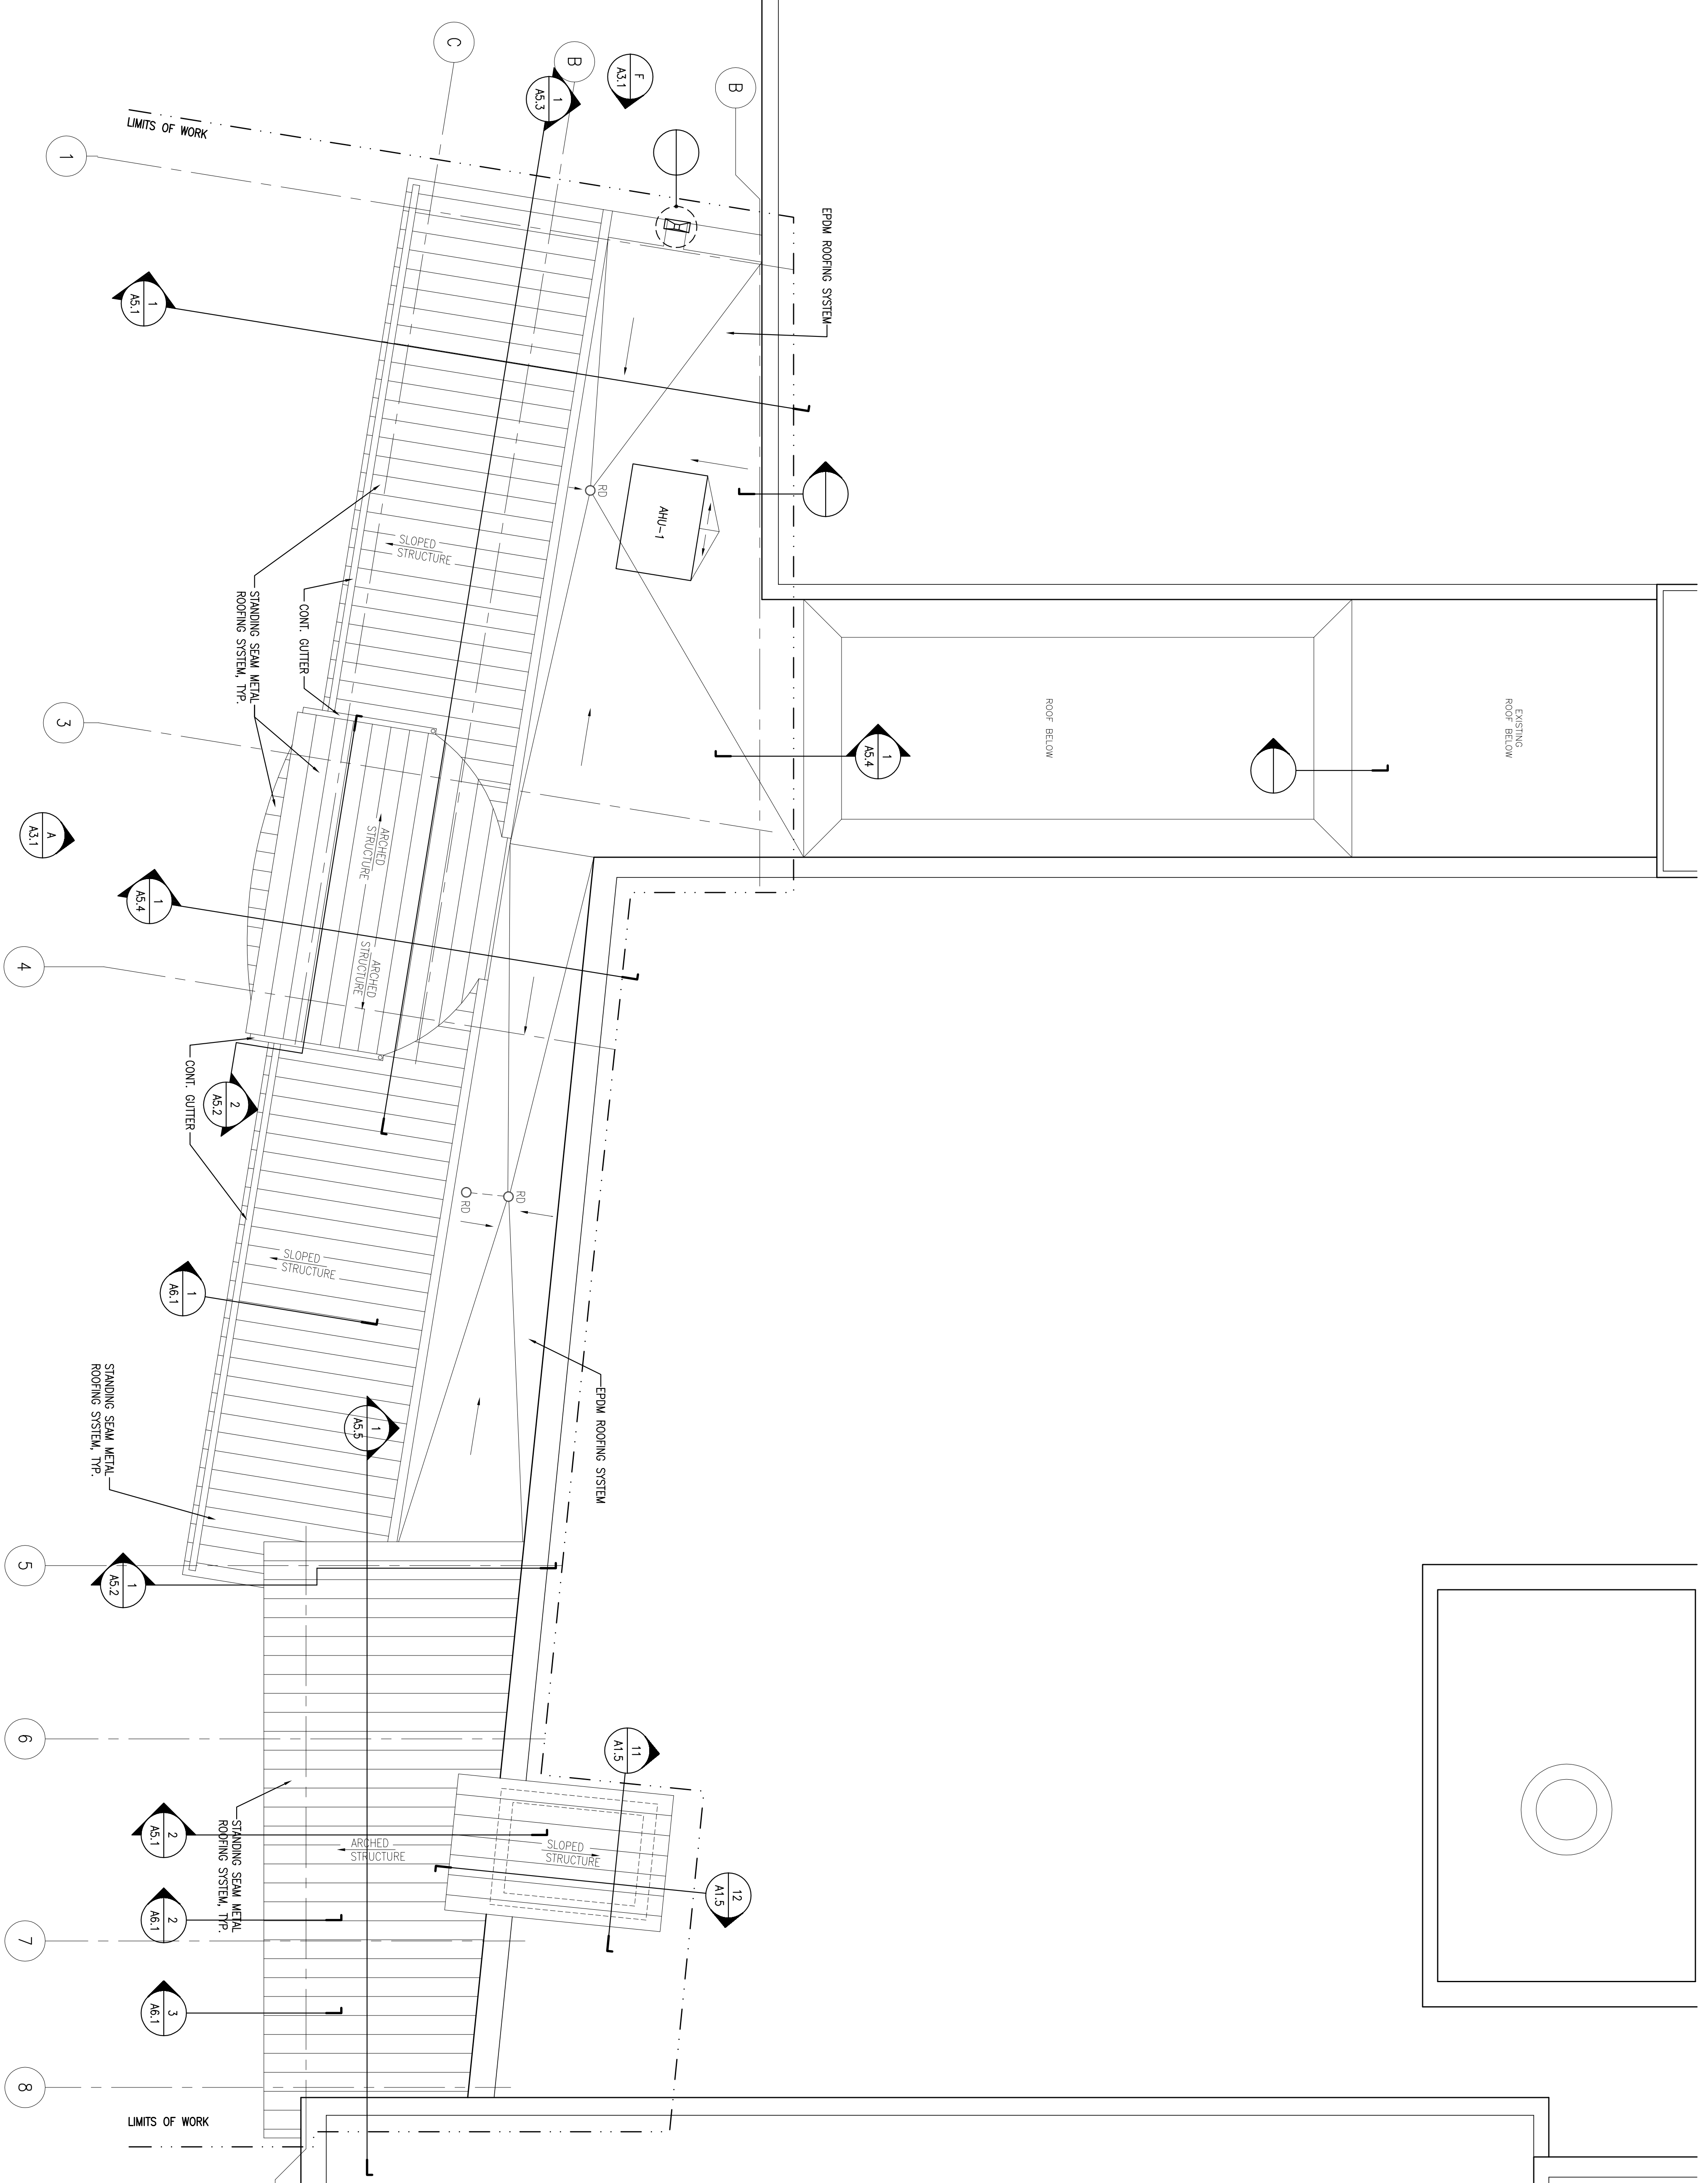 C
B
B
F
A3.1
1
A5.3
LIMITS OF WORK
1
EPDM ROOFING SYSTEM
1
A5.1
RD
AHU-1
SLOPED
STRUCTURE
CONT. GUTTER
STANDING SEAM METAL
ROOFING SYSTEM, TYP.
3
1
A5.4
ROOF BELOW
EXISTING
ROOF BELOW
ARCHED
STRUCTURE
ARCHED
STRUCTURE
A
A3.1
1
A5.4
4
CONT. GUTTER
2
A5.2
RD
RD
SLOPED
STRUCTURE
1
A6.1
STANDING SEAM METAL
ROOFING SYSTEM, TYP.
1
A5.5
EPDM ROOFING SYSTEM
5
1
A5.2
6
11
A1.5
STANDING SEAM METAL
ROOFING SYSTEM, TYP.
2
A5.1
ARCHED
STRUCTURE
SLOPED
STRUCTURE
12
A1.5
2
A6.1
7
3
A6.1
8
LIMITS OF WORK